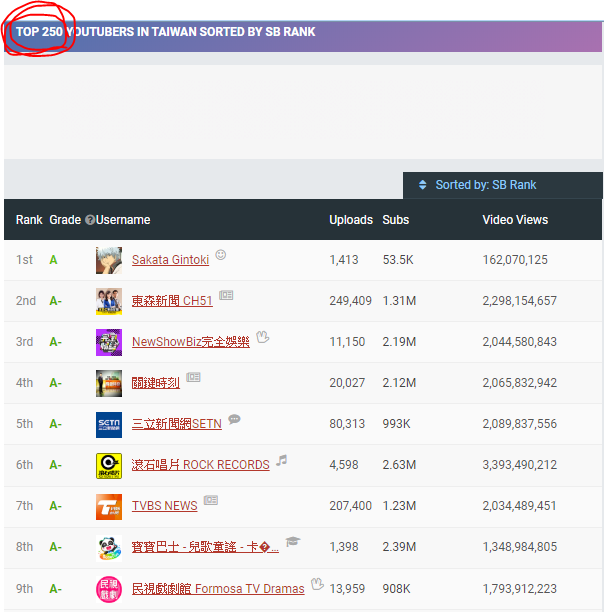 TOP 250 YOUTUBERS IN TAIWAN SORTED BY SB RANK
Sorted by: SB Rank
Rank Grade Username Uploads Subs Video Views
1st A Sakata Gintoki 1,413 53.5K 162,070,125
2nd A- 東森新聞 CH51 249,409 1.31M 2,298,154,657
3rd A- NewShowBiz完全娛樂 11,150 2.19M 2,044,580,843
4th A- 關鍵時刻 20,027 2.12M 2,065,832,942
5th A- SETN 三立新聞網SETN 80,313 993K 2,089,837,556
6th A- 滾石唱片 ROCK RECORDS 4,598 2.63M 3,393,490,212
7th A- TVBS NEWS 207,400 1.23M 2,034,489,451
8th A- 寶寶巴士 - 兒歌童謠 - 卡�... 1,398 2.39M 1,348,984,805
9th A- 民視戲劇 民視戲劇館 Formosa TV Dramas 13,959 908K 1,793,912,223